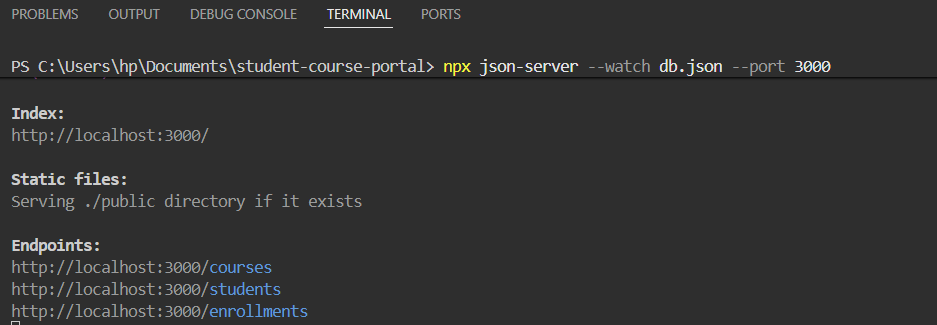 PROBLEMS OUTPUT DEBUG CONSOLE TERMINAL PORTS
PS C:\Users\hp\Documents\student-course-portal> npx json-server --watch db.json --port 3000
Index:
http://localhost:3000/
Static files:
Serving ./public directory if it exists
Endpoints:
http://localhost:3000/courses
http://localhost:3000/students
http://localhost:3000/enrollments